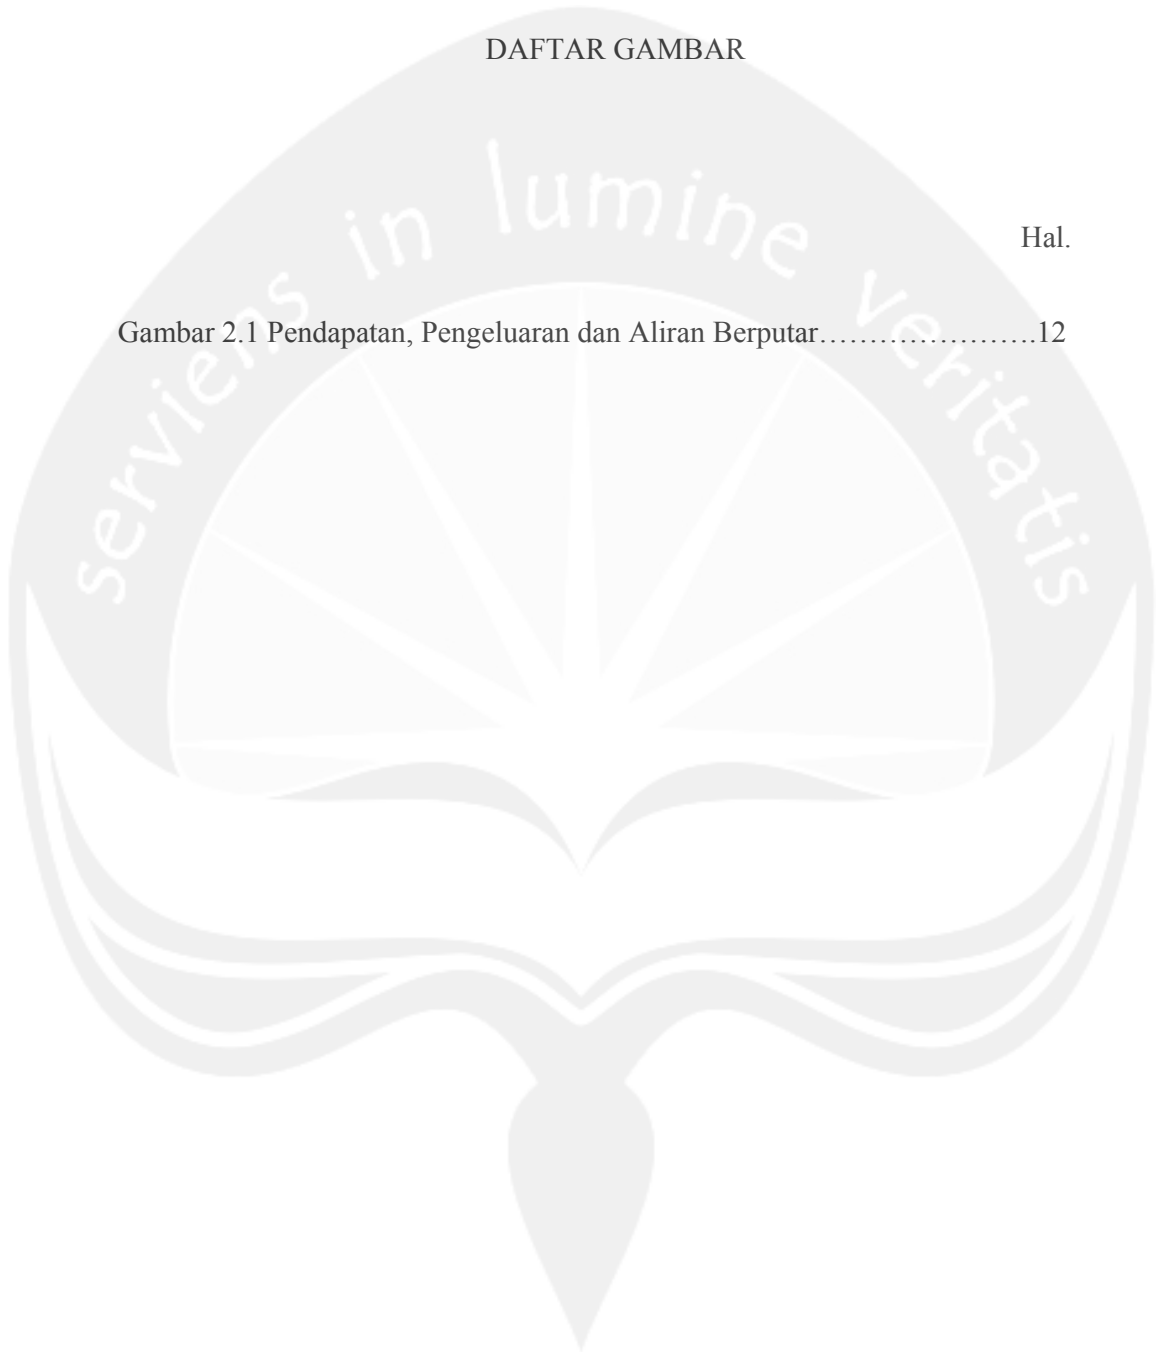 DAFTAR GAMBAR
serviens in lumine veritatis
Hal.
Gambar 2.1 Pendapatan, Pengeluaran dan Aliran Berputar………………….12